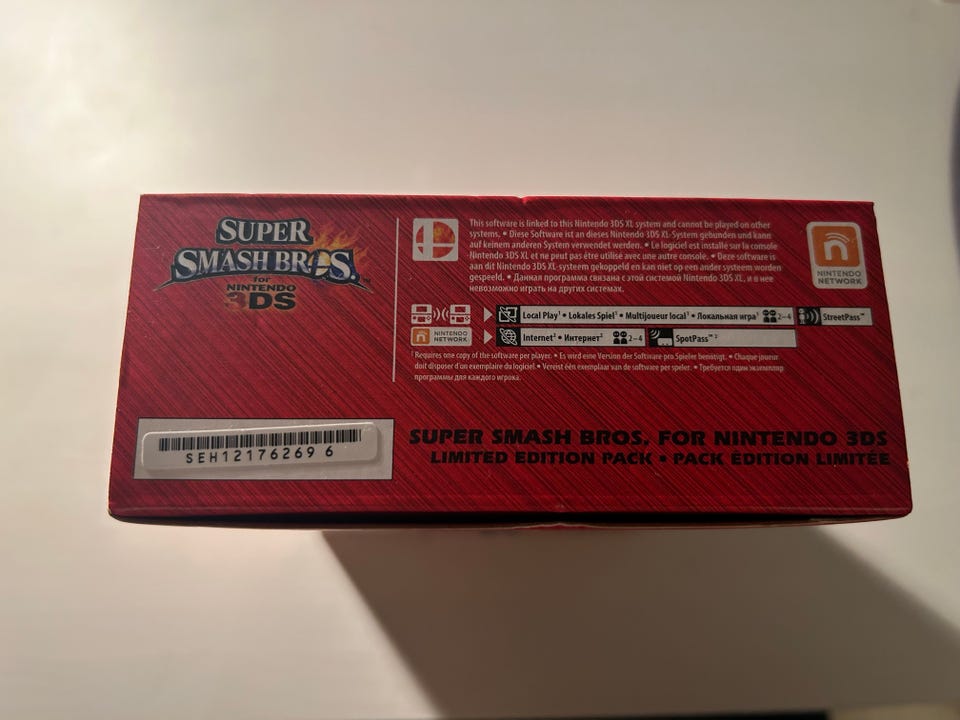 SUPER
SMASH BROS.™
for
NINTENDO
3DS
This software is linked to this Nintendo 3DS XL system and cannot be played on other
systems. • Diese Software ist an dieses Nintendo 3DS XL-System gebunden und kann
auf keinem anderen System verwendet werden. • Le logiciel est installé sur la console
Nintendo 3DS XL et ne peut pas être utilisé avec une autre console. • Deze software is
aan dit Nintendo 3DS XL-systeem gekoppeld en kan niet op een ander systeem worden
gespeeld. • Данная программа связана с этой системой Nintendo 3DS XL, и в нее
невозможно играть на других системах.
NINTENDO
NETWORK
Local Play¹ • Lokales Spiel¹ • Multijoueur local¹ • Локальная игра¹ 2–4 StreetPass™
NINTENDO
NETWORK
Internet² • Интернет² 2–4 SpotPass™ ²
¹ Requires one copy of the software per player. • Es wird eine Version der Software pro Spieler benötigt. • Chaque joueur
doit disposer d'un exemplaire du logiciel. • Vereist één exemplaar van de software per speler. • Требуется один экземпляр
программы для каждого игрока.
SEH12176269 6
SUPER SMASH BROS. FOR NINTENDO 3DS
LIMITED EDITION PACK • PACK ÉDITION LIMITÉE